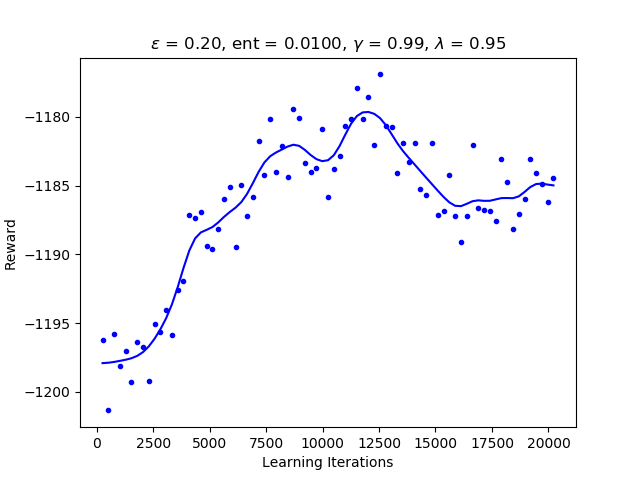 ε = 0.20, ent = 0.0100, γ = 0.99, λ = 0.95
Reward
−1180
−1185
−1190
−1195
−1200
0 2500 5000 7500 10000 12500 15000 17500 20000
Learning Iterations